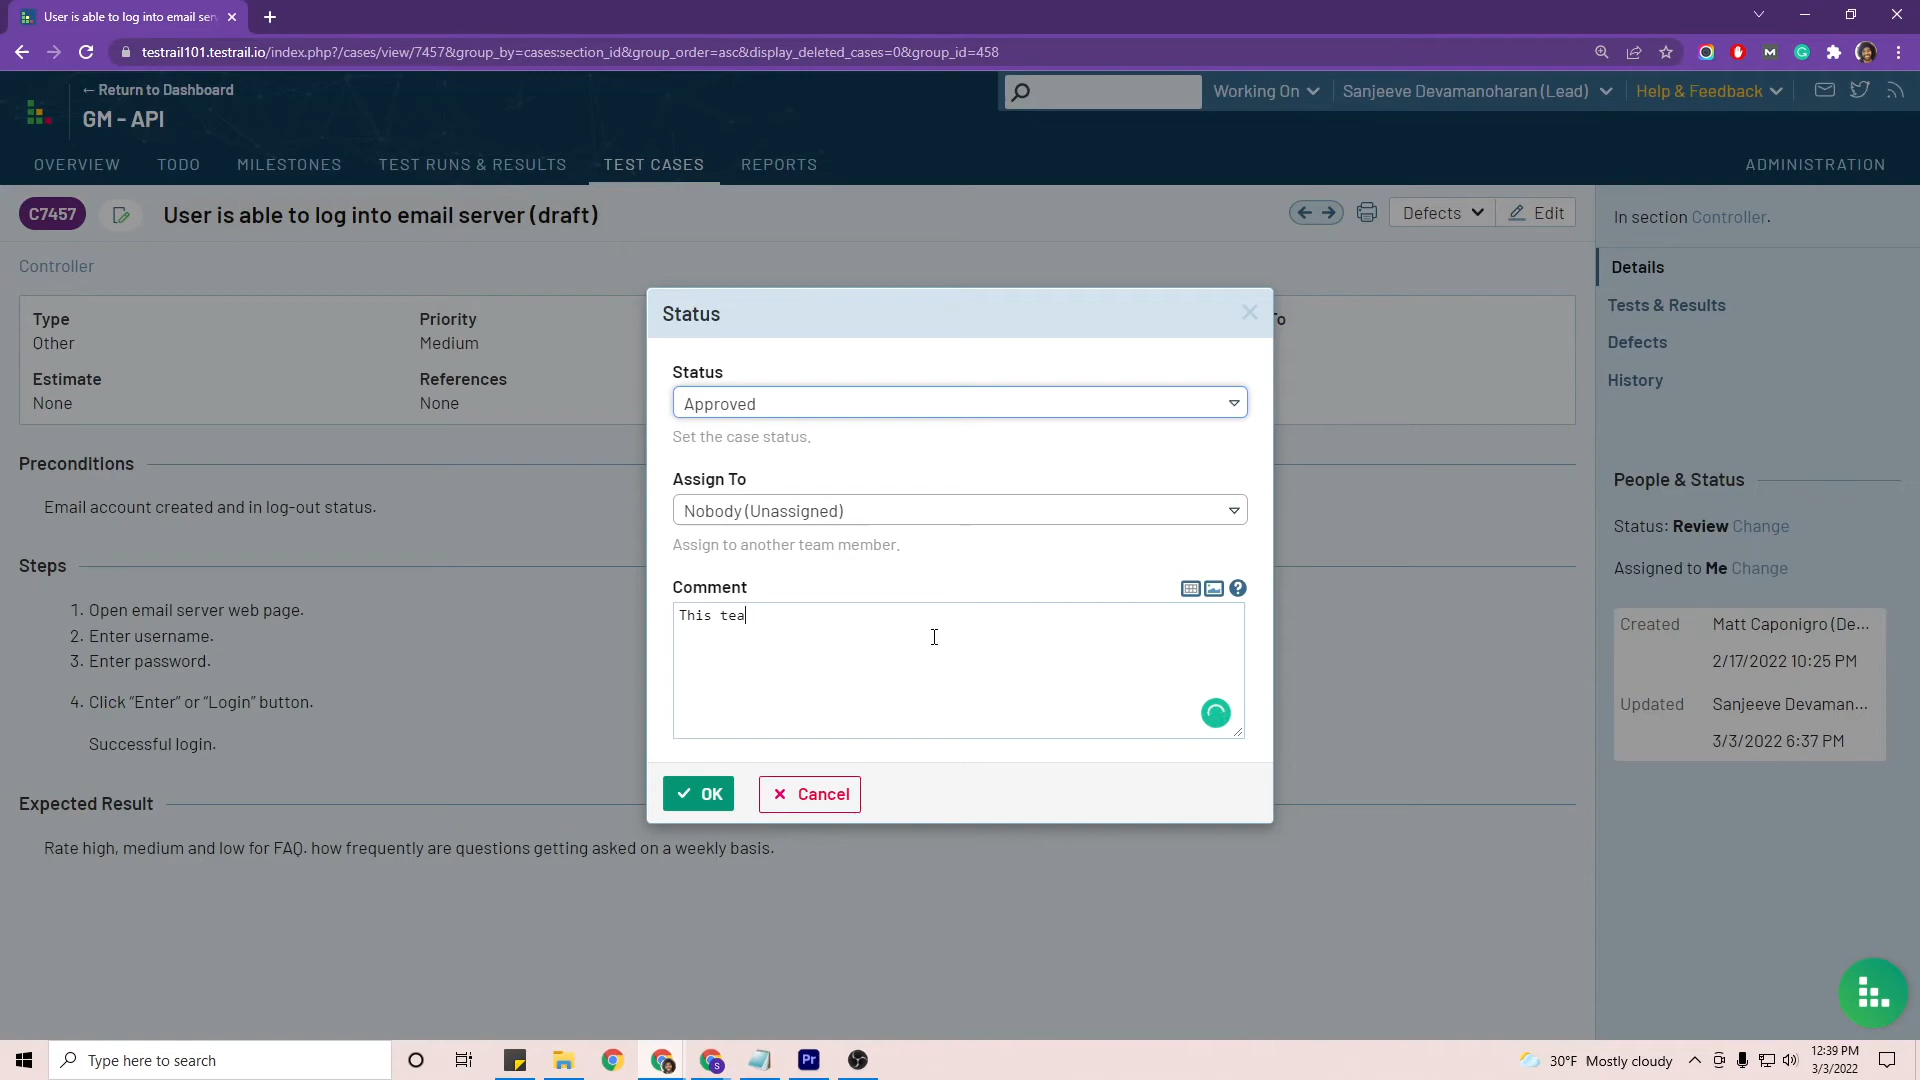 User is able to log into email ser
testrail101.testrail.io/index.php?/cases/view/7457&group_by=cases:section_id&group_order=asc&display_deleted_cases=0&group_id=458
← Return to Dashboard
GM - API
Working On
Sanjeeve Devamanoharan (Lead)
Help & Feedback
OVERVIEW
TODO
MILESTONES
TEST RUNS & RESULTS
TEST CASES
REPORTS
ADMINISTRATION
C7457
User is able to log into email server (draft)
Defects
Edit
In section Controller.
Controller
Details
Tests & Results
Defects
History
Type
Other
Priority
Medium
To
Estimate
None
References
None
Preconditions
Email account created and in log-out status.
Steps
1. Open email server web page.
2. Enter username.
3. Enter password.
4. Click “Enter” or “Login” button.
Successful login.
Expected Result
Rate high, medium and low for FAQ. how frequently are questions getting asked on a weekly basis.
Status
Status
Approved
Set the case status.
Assign To
Nobody (Unassigned)
Assign to another team member.
Comment
This tea
OK
Cancel
People & Status
Status: Review Change
Assigned to Me Change
Created Matt Caponigro (De...
2/17/2022 10:25 PM
Updated Sanjeeve Devaman...
3/3/2022 6:37 PM
Type here to search
Pr
30°F Mostly cloudy
12:39 PM
3/3/2022